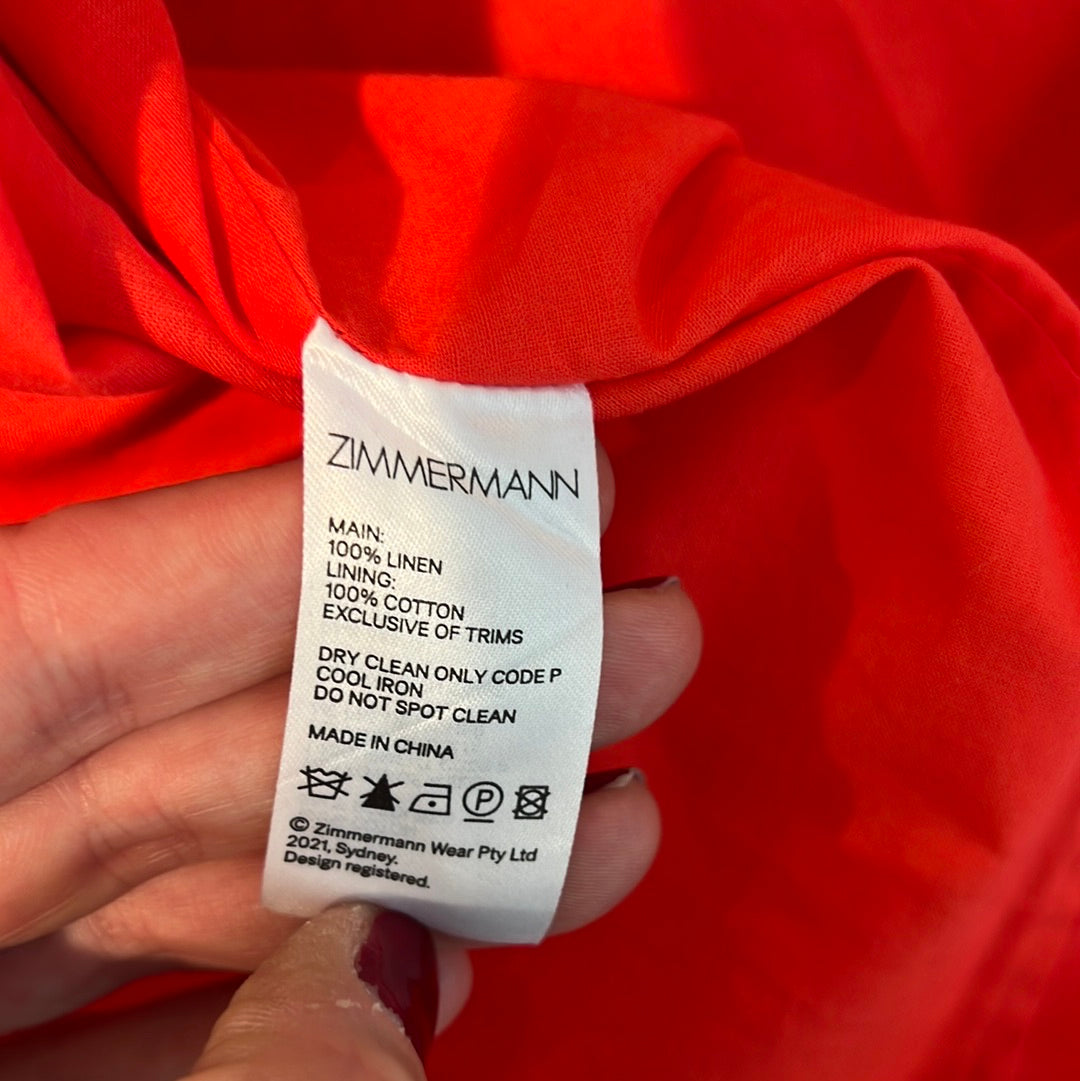 ZIMMERMANN
MAIN:
100% LINEN
LINING:
100% COTTON
EXCLUSIVE OF TRIMS
DRY CLEAN ONLY CODE P
COOL IRON
DO NOT SPOT CLEAN
MADE IN CHINA
P
© Zimmermann Wear Pty Ltd
2021, Sydney.
Design registered.